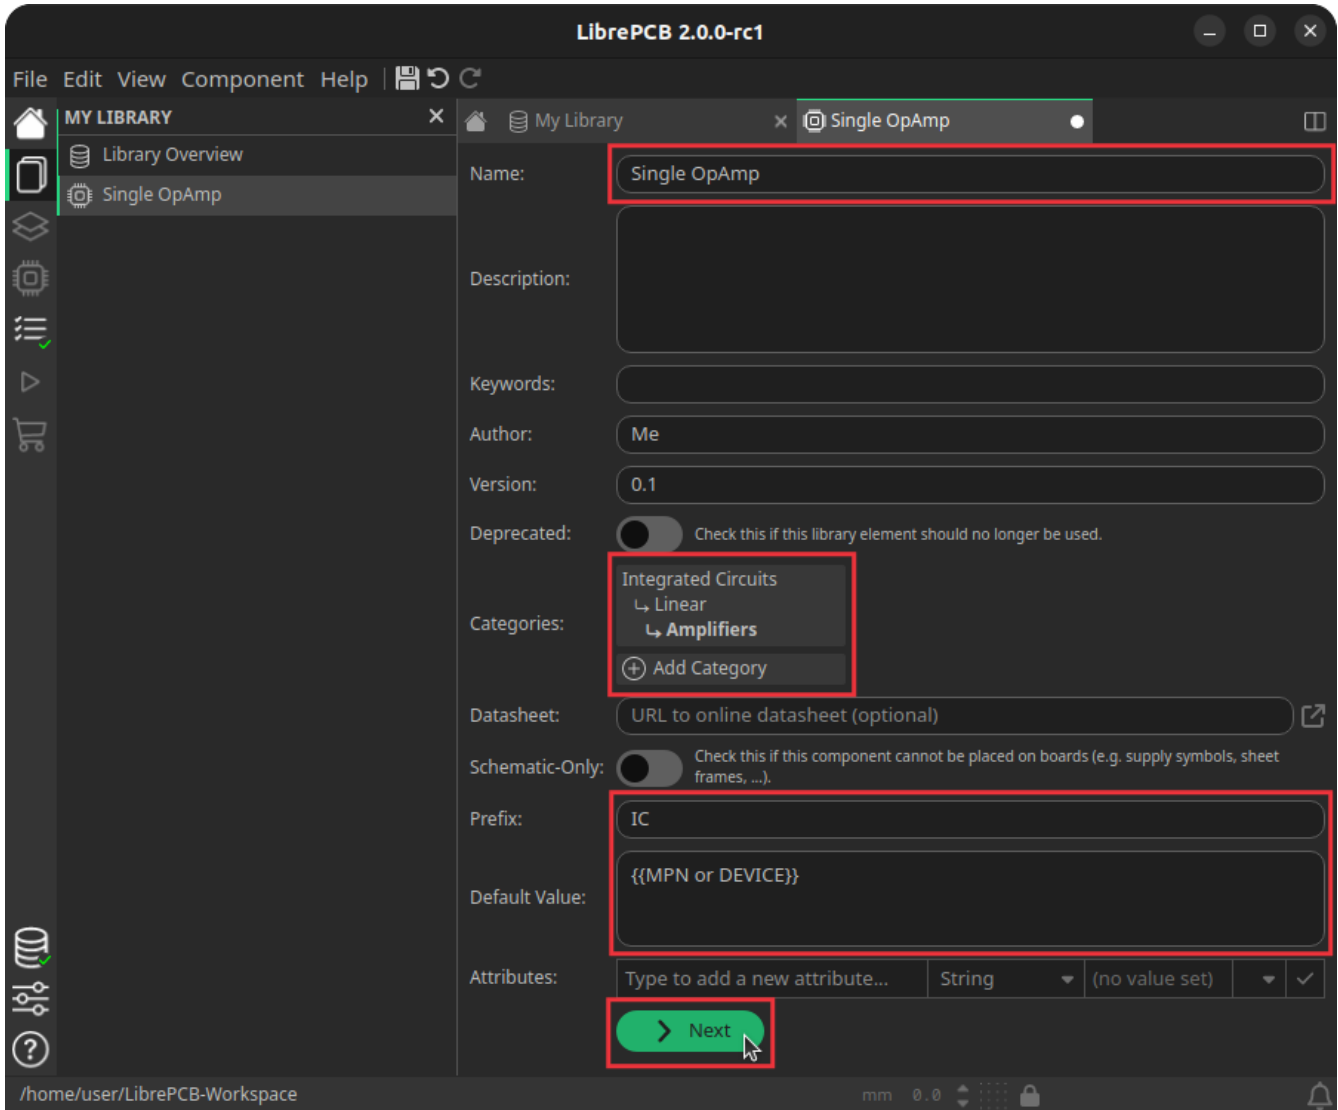 LibrePCB 2.0.0-rc1
File Edit View Component Help
MY LIBRARY
Library Overview
Single OpAmp
My Library
Single OpAmp
Name:
Single OpAmp
Description:
Keywords:
Author:
Me
Version:
0.1
Deprecated:
Check this if this library element should no longer be used.
Categories:
Integrated Circuits
↳ Linear
↳ Amplifiers
Add Category
Datasheet:
URL to online datasheet (optional)
Schematic-Only:
Check this if this component cannot be placed on boards (e.g. supply symbols, sheet
frames, ...).
Prefix:
IC
Default Value:
{{MPN or DEVICE}}
Attributes:
Type to add a new attribute...
String
(no value set)
Next
/home/user/LibrePCB-Workspace
mm 0.0